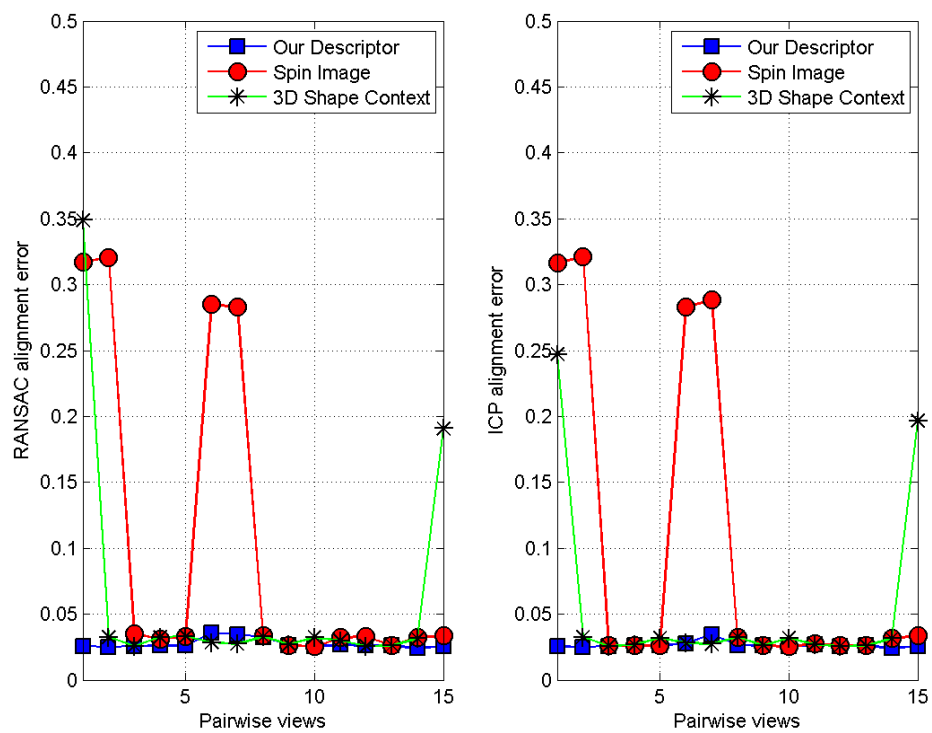 0.5
0.45
0.4
0.35
0.3
0.25
0.2
0.15
0.1
0.05
0
RANSAC alignment error
Our Descriptor
Spin Image
3D Shape Context
5
10
15
Pairwise views
0.5
0.45
0.4
0.35
0.3
0.25
0.2
0.15
0.1
0.05
0
ICP alignment error
Our Descriptor
Spin Image
3D Shape Context
5
10
15
Pairwise views